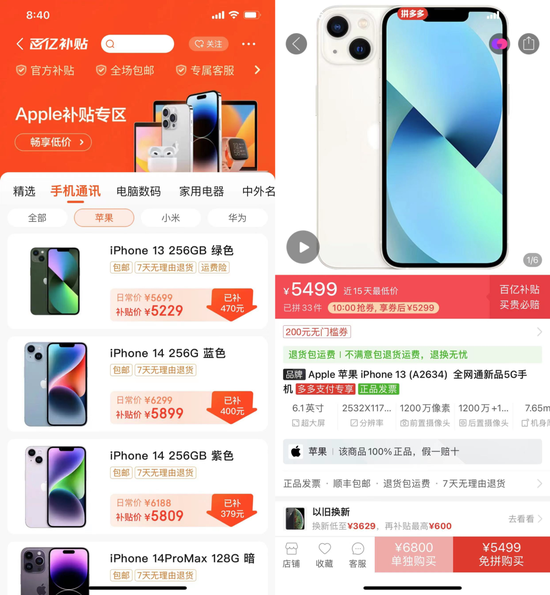 8:40
百亿补贴
关注
官方补贴
全场包邮
专属客服
Apple补贴专区
畅享低价
精选 手机通讯 电脑数码 家用电器 中外名
全部 苹果 小米 华为
iPhone 13 256GB 绿色
包邮 7天无理由退货 运费险
日常价 ¥5699
补贴价 ¥5229
已补
470元
iPhone 14 256G 蓝色
包邮 7天无理由退货
日常价 ¥6299
补贴价 ¥5899
已补
400元
iPhone 14 256GB 紫色
包邮 7天无理由退货
日常价 ¥6188
补贴价 ¥5809
已补
379元
iPhone 14ProMax 128G 暗
包邮 7天无理由退货
拼多多
1/6
¥5499 近15天最低价
已拼33件 10:00抢券,享券后¥5299
百亿补贴
买贵必赔
200元无门槛券
退货包运费 | 不满意包退货运费,退换无忧
品牌 Apple 苹果 iPhone 13 (A2634) 全网通新品5G手
机 多多支付专享 正品发票
6.1英寸 2532X117... 1200万像素 1200万+1... 7.65m
超大屏 分辨率 前置摄像头 后置摄像头 机身
苹果 | 该商品100%正品,假一赔十
正品发票 · 顺丰包邮 · 退货包运费 · 7天无理由退货
以旧换新
换新低至¥3629,再补贴最高¥600
去看看
店铺 收藏 客服
¥6800
单独购买
¥5499
免拼购买